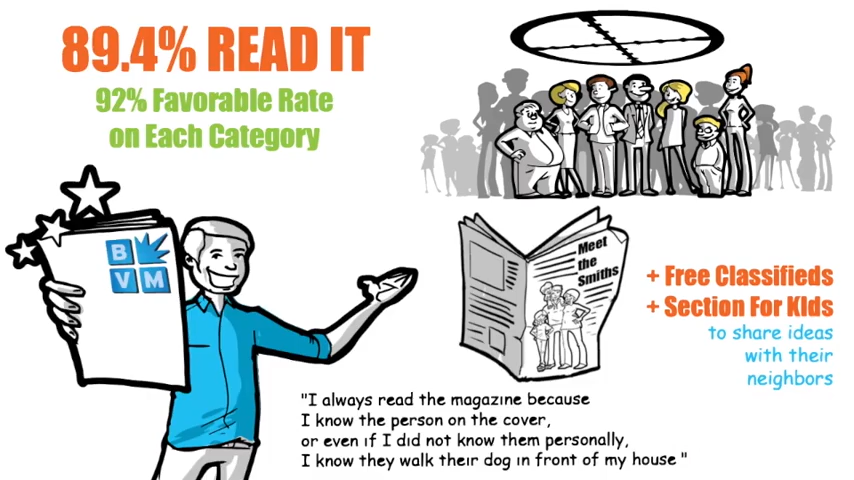 89.4% READ IT
92% Favorable Rate
on Each Category
B
V M
Meet
the
Smiths
+ Free Classifieds
+ Section For KIds
to share ideas
with their
neighbors
"I always read the magazine because
I know the person on the cover,
or even if I did not know them personally,
I know they walk their dog in front of my house "